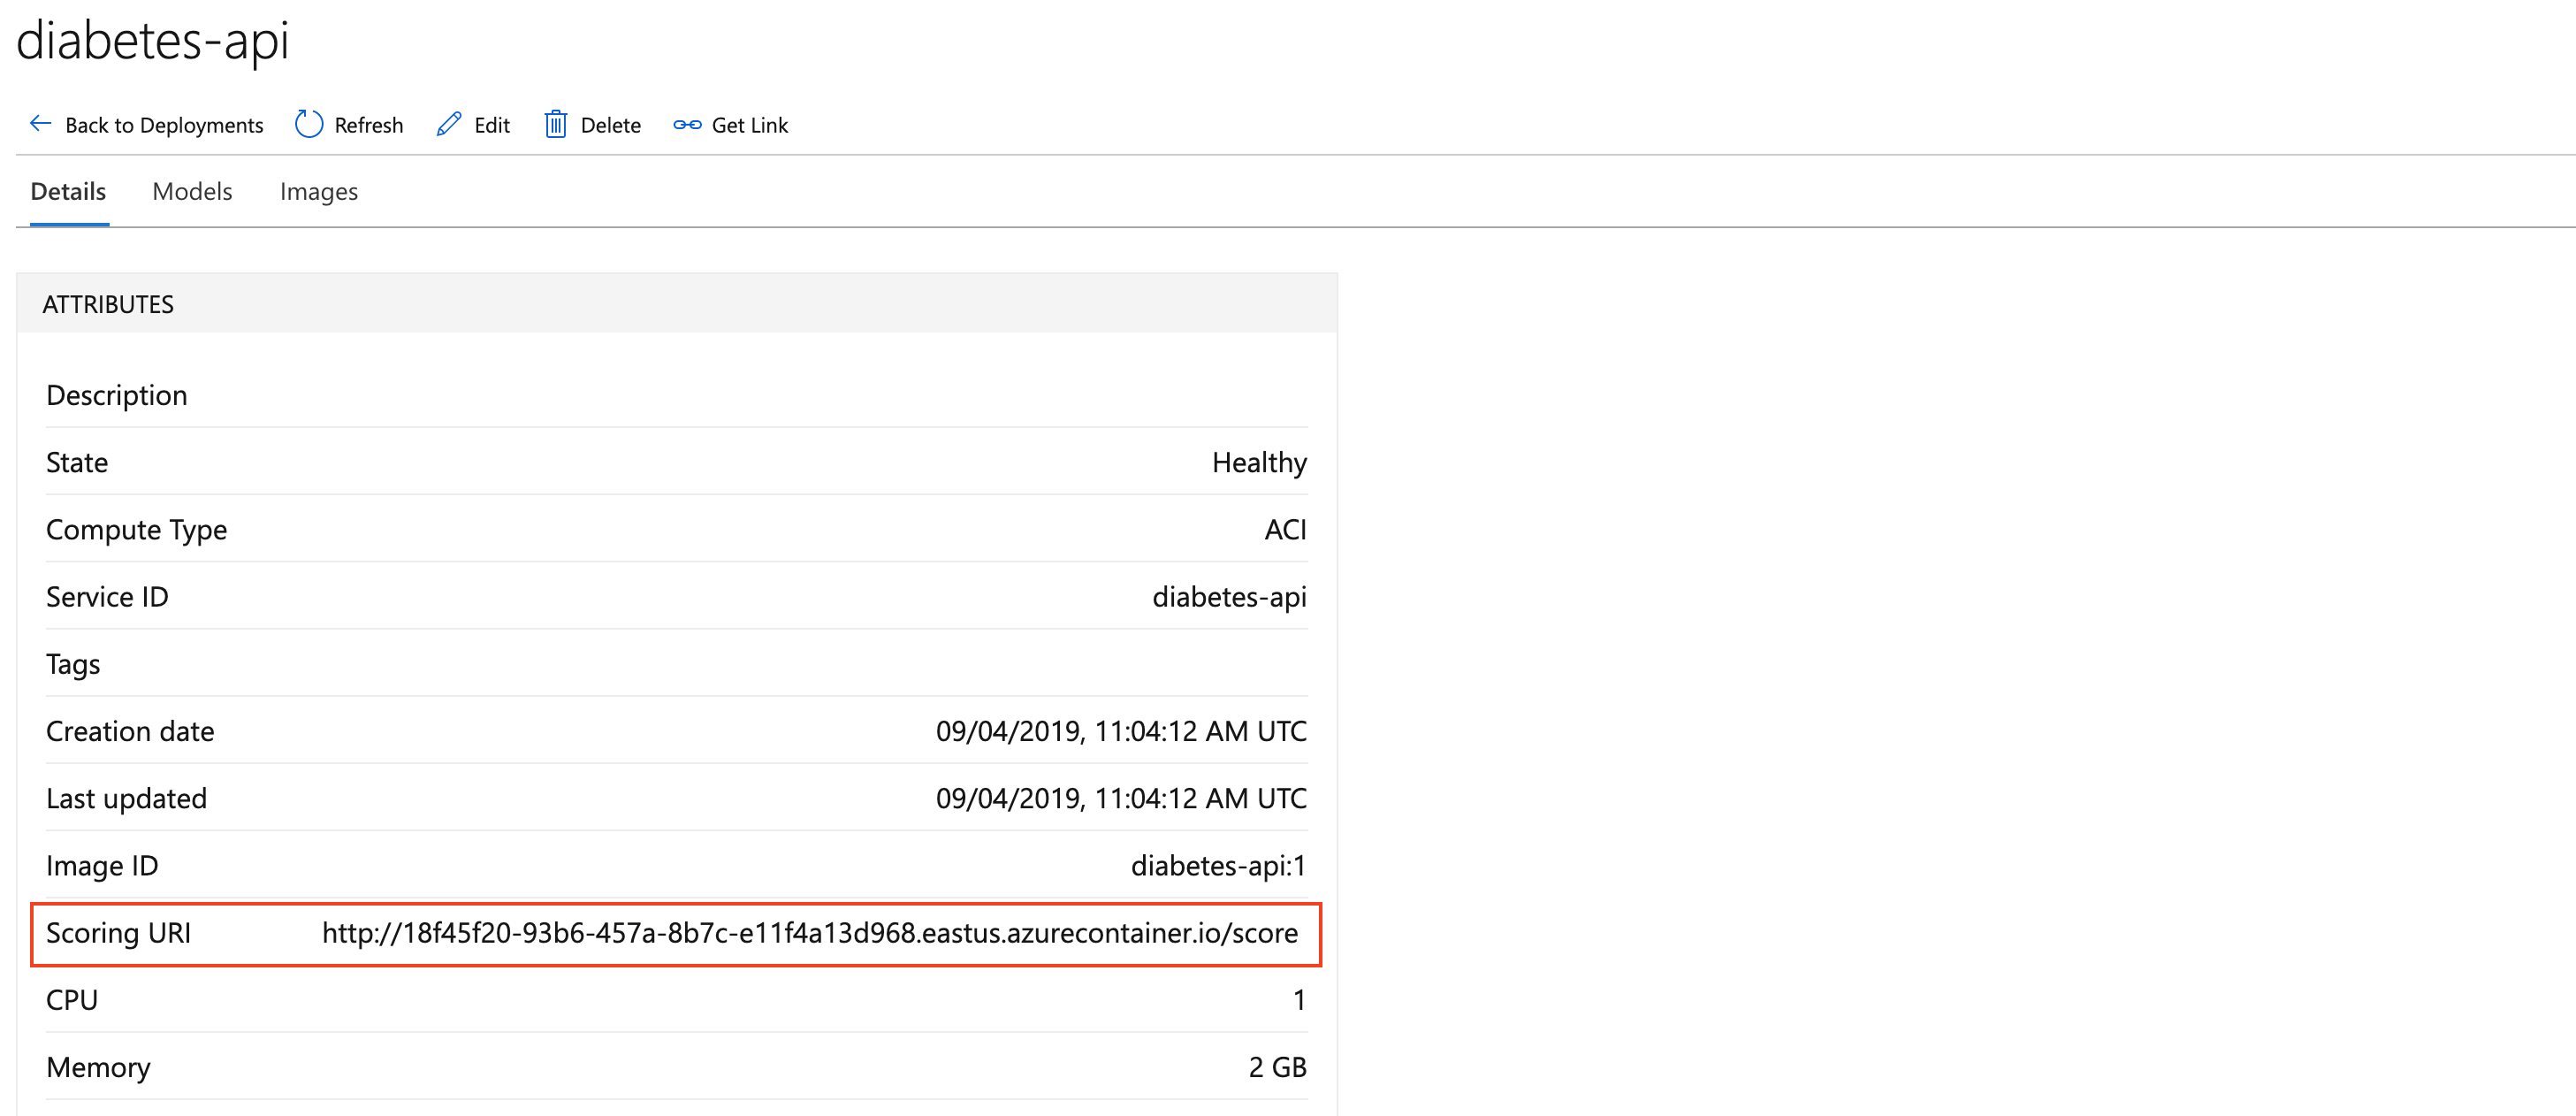 diabetes-api
Back to Deployments Refresh Edit Delete Get Link
Details Models Images
ATTRIBUTES
Description
State Healthy
Compute Type ACI
Service ID diabetes-api
Tags
Creation date 09/04/2019, 11:04:12 AM UTC
Last updated 09/04/2019, 11:04:12 AM UTC
Image ID diabetes-api:1
Scoring URI http://18f45f20-93b6-457a-8b7c-e11f4a13d968.eastus.azurecontainer.io/score
CPU 1
Memory 2 GB